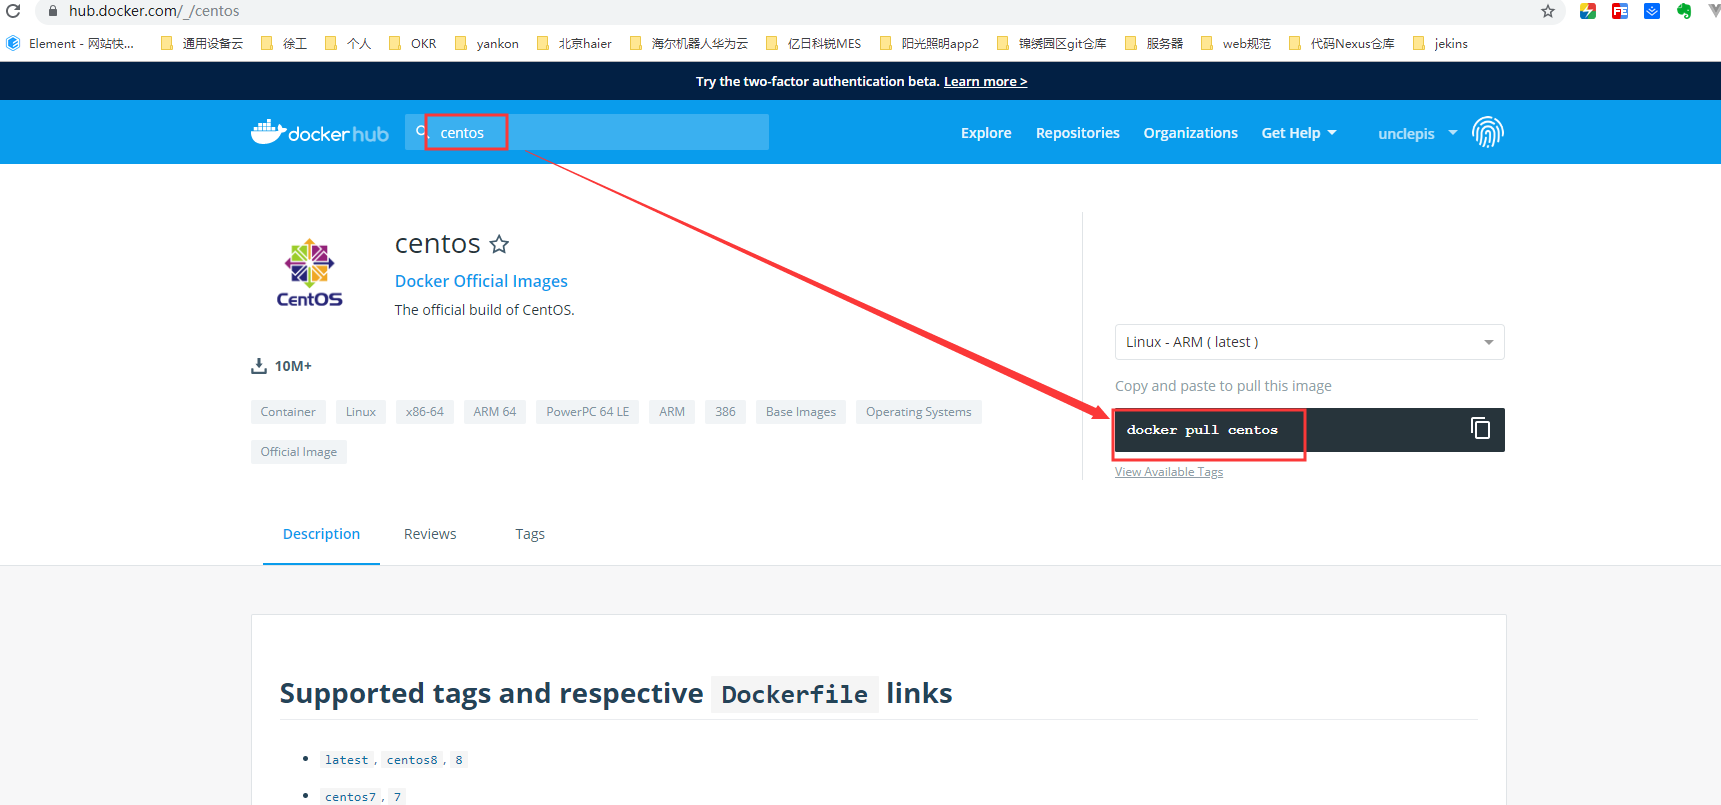 hub.docker.com/_/centos
Element - 网站快... 通用设备云 徐工 个人 OKR yankon 北京haier 海尔机器人华为云 亿日科锐MES 阳光照明app2 锦绣园区git仓库 服务器 web规范 代码Nexus仓库 jekins
Try the two-factor authentication beta. Learn more >
docker hub centos Explore Repositories Organizations Get Help unclepis
centos
CentOS
Docker Official Images
The official build of CentOS.
Linux - ARM ( latest )
10M+
Copy and paste to pull this image
Container Linux x86-64 ARM 64 PowerPC 64 LE ARM 386 Base Images Operating Systems
docker pull centos
Official Image
View Available Tags
Description Reviews Tags
Supported tags and respective Dockerfile links
• latest, centos8, 8
• centos7, 7